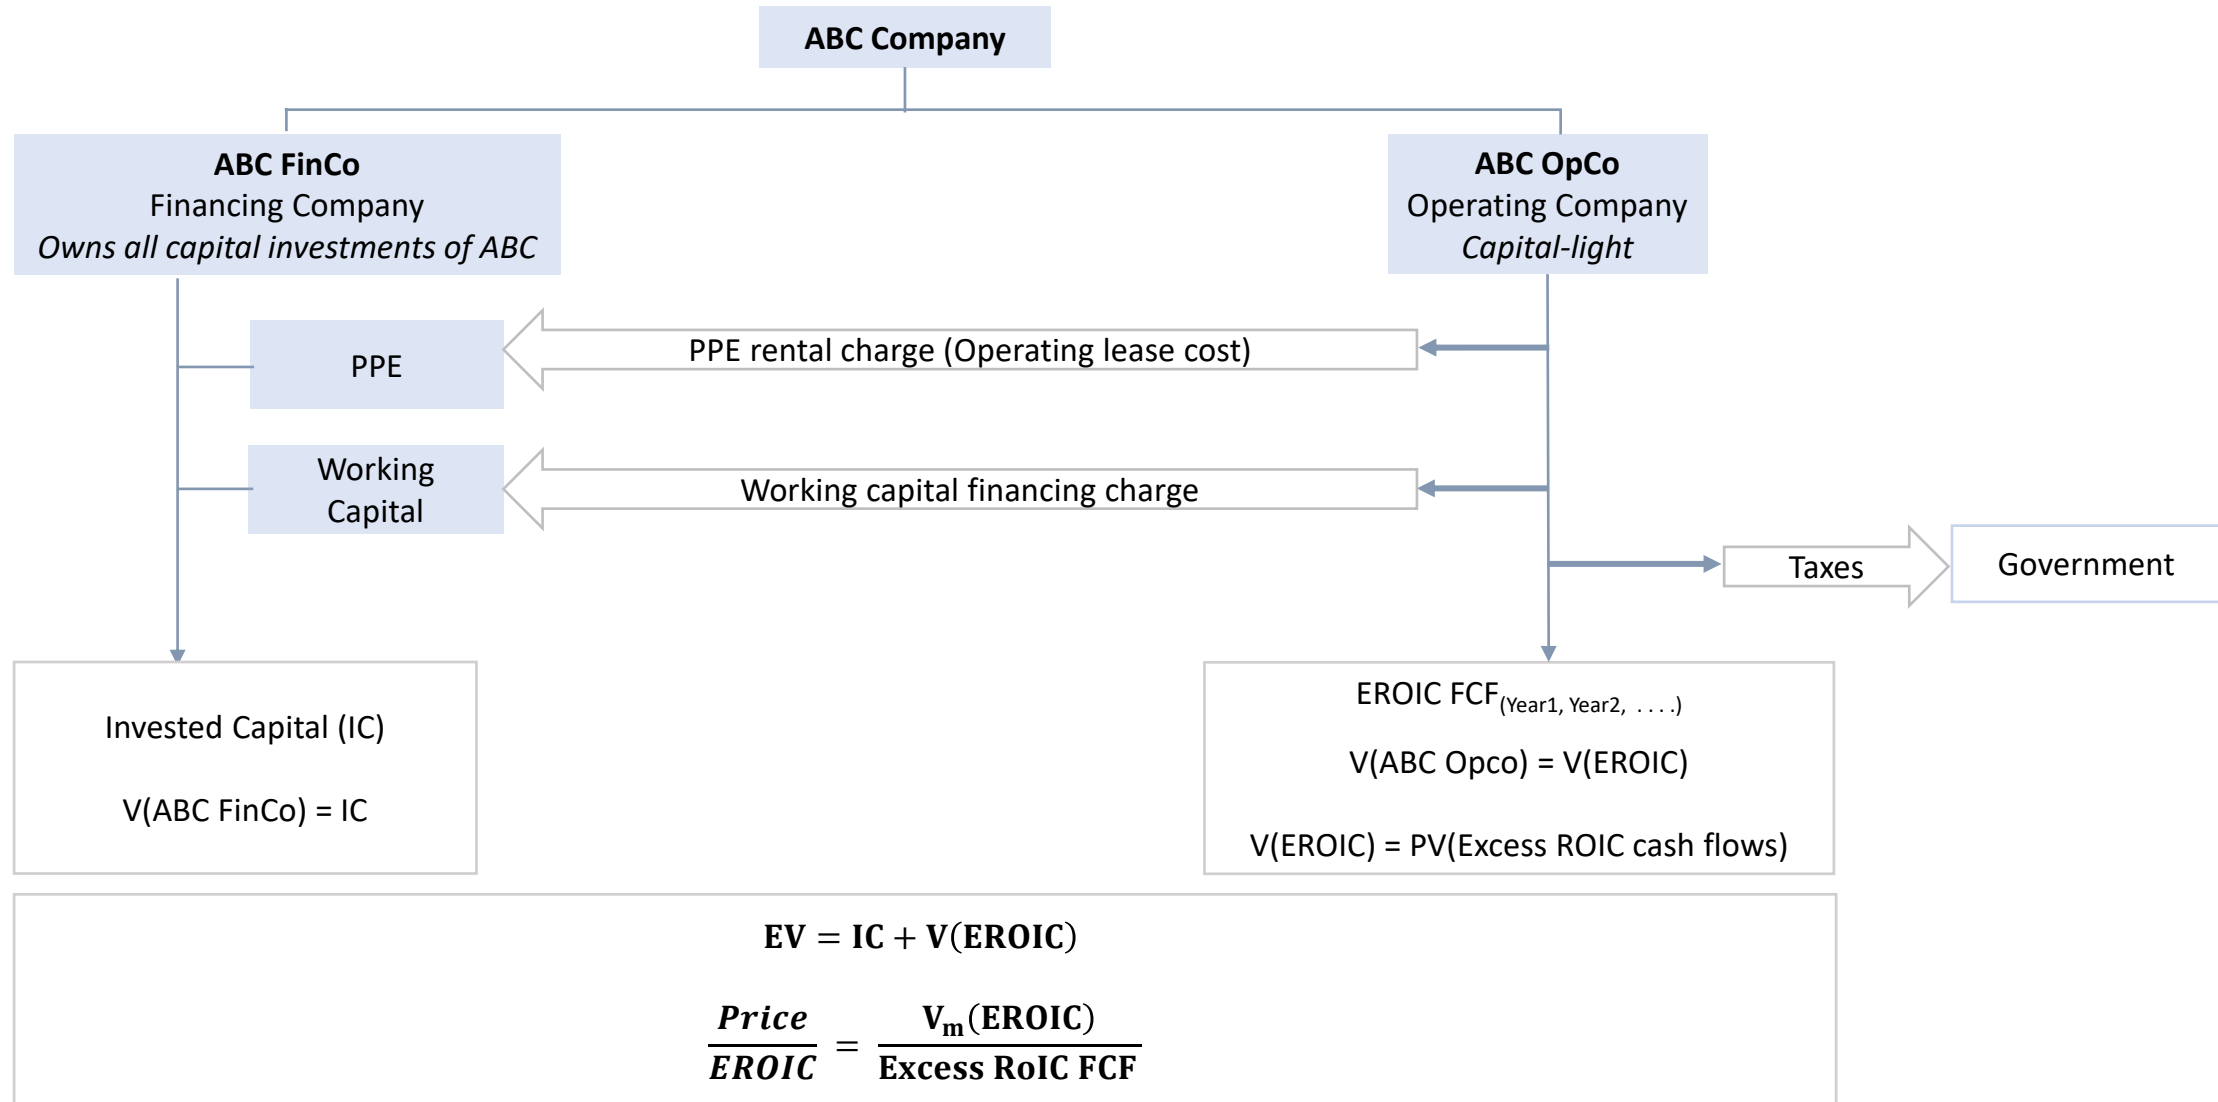 ABC Company
ABC FinCo
Financing Company
Owns all capital investments of ABC
ABC OpCo
Operating Company
Capital-light
PPE
PPE rental charge (Operating lease cost)
Working
Capital
Working capital financing charge
Taxes
Government
Invested Capital (IC)
V(ABC FinCo) = IC
EROIC FCF(Year1, Year2, . . . .)
V(ABC Opco) = V(EROIC)
V(EROIC) = PV(Excess ROIC cash flows)
EV = IC + V(EROIC)
Price / EROIC = Vm(EROIC) / Excess RoIC FCF